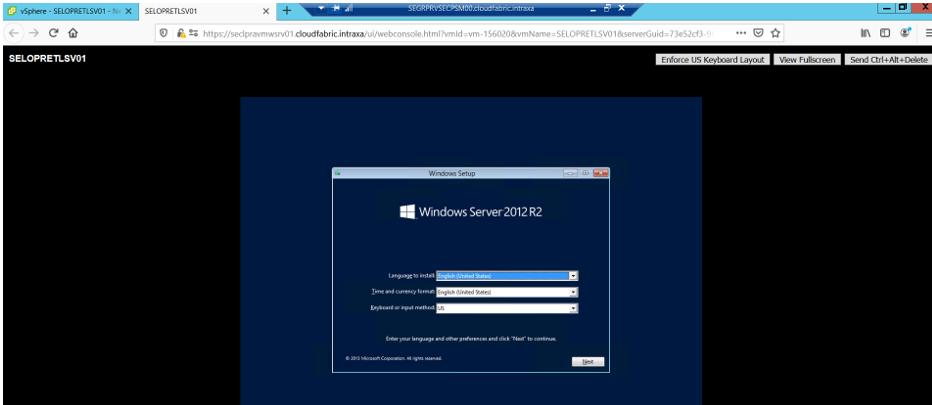 vSphere - SELOPRETLSV01 - Ne
SELOPRETLSV01
SEGRPRVSECPSM00.cloudfabric.intraxa
https://seclpravmwsrv01.cloudfabric.intraxa/ui/webconsole.html?vmId=vm-156020&vmName=SELOPRETLSV01&serverGuid=73e52cf3-9
SELOPRETLSV01
Enforce US Keyboard Layout View Fullscreen Send Ctrl+Alt+Delete
Windows Setup
Windows Server 2012 R2
Language to install: English (United States)
Time and currency format: English (United States)
Keyboard or input method: US
Enter your language and other preferences and click "Next" to continue.
© 2013 Microsoft Corporation. All rights reserved.
Next